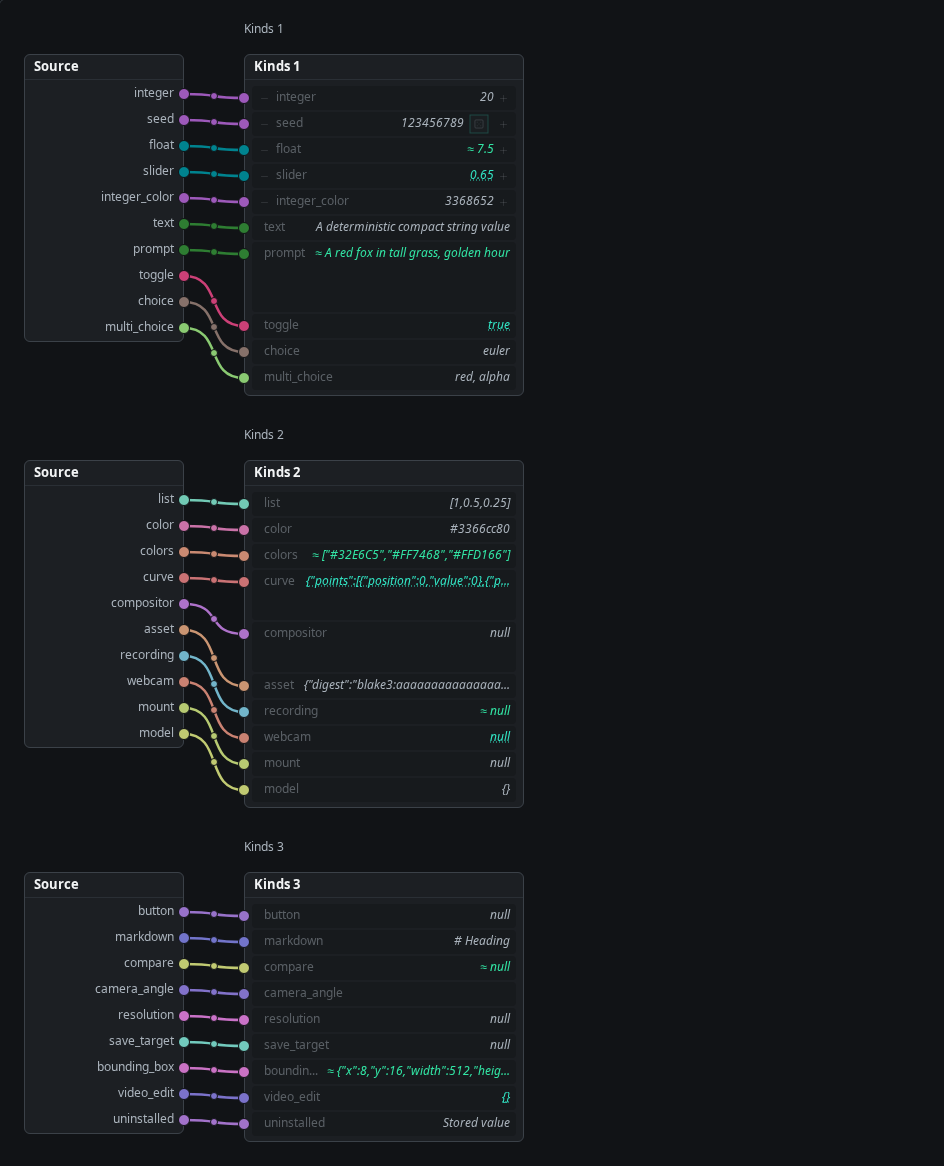 Kinds 1
Source
Kinds 1
integer
– integer 20 +
seed
– seed 123456789 +
float
– float ≈ 7.5 +
slider
– slider 0.65 +
integer_color
– integer_color 3368652 +
text
text A deterministic compact string value
prompt
prompt ≈ A red fox in tall grass, golden hour
toggle
choice
multi_choice
toggle true
choice euler
multi_choice red, alpha
Kinds 2
Source
Kinds 2
list
list [1,0.5,0.25]
color
color #3366cc80
colors
colors ≈ ["#32E6C5","#FF7468","#FFD166"]
curve
curve {"points":[{"position":0,"value":0},{"p...
compositor
asset
compositor null
recording
webcam
asset {"digest":"blake3:aaaaaaaaaaaaaaa...
mount
recording ≈ null
model
webcam null
mount null
model {}
Kinds 3
Source
Kinds 3
button
button null
markdown
markdown # Heading
compare
compare ≈ null
camera_angle
camera_angle
resolution
resolution null
save_target
save_target null
bounding_box
boundin... ≈ {"x":8,"y":16,"width":512,"heig...
video_edit
video_edit {}
uninstalled
uninstalled Stored value